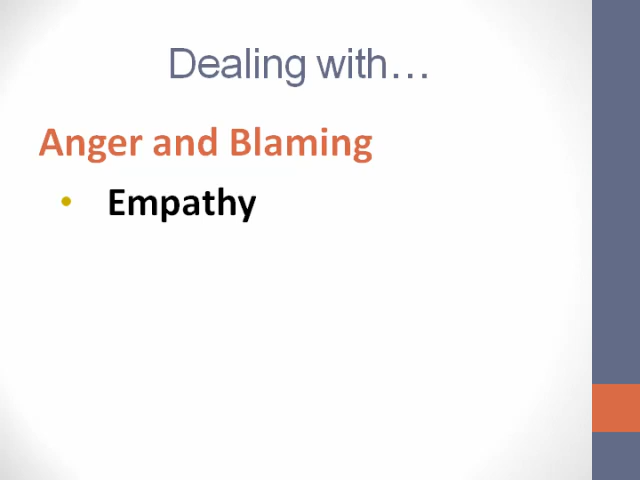 Dealing with…
Anger and Blaming
• Empathy